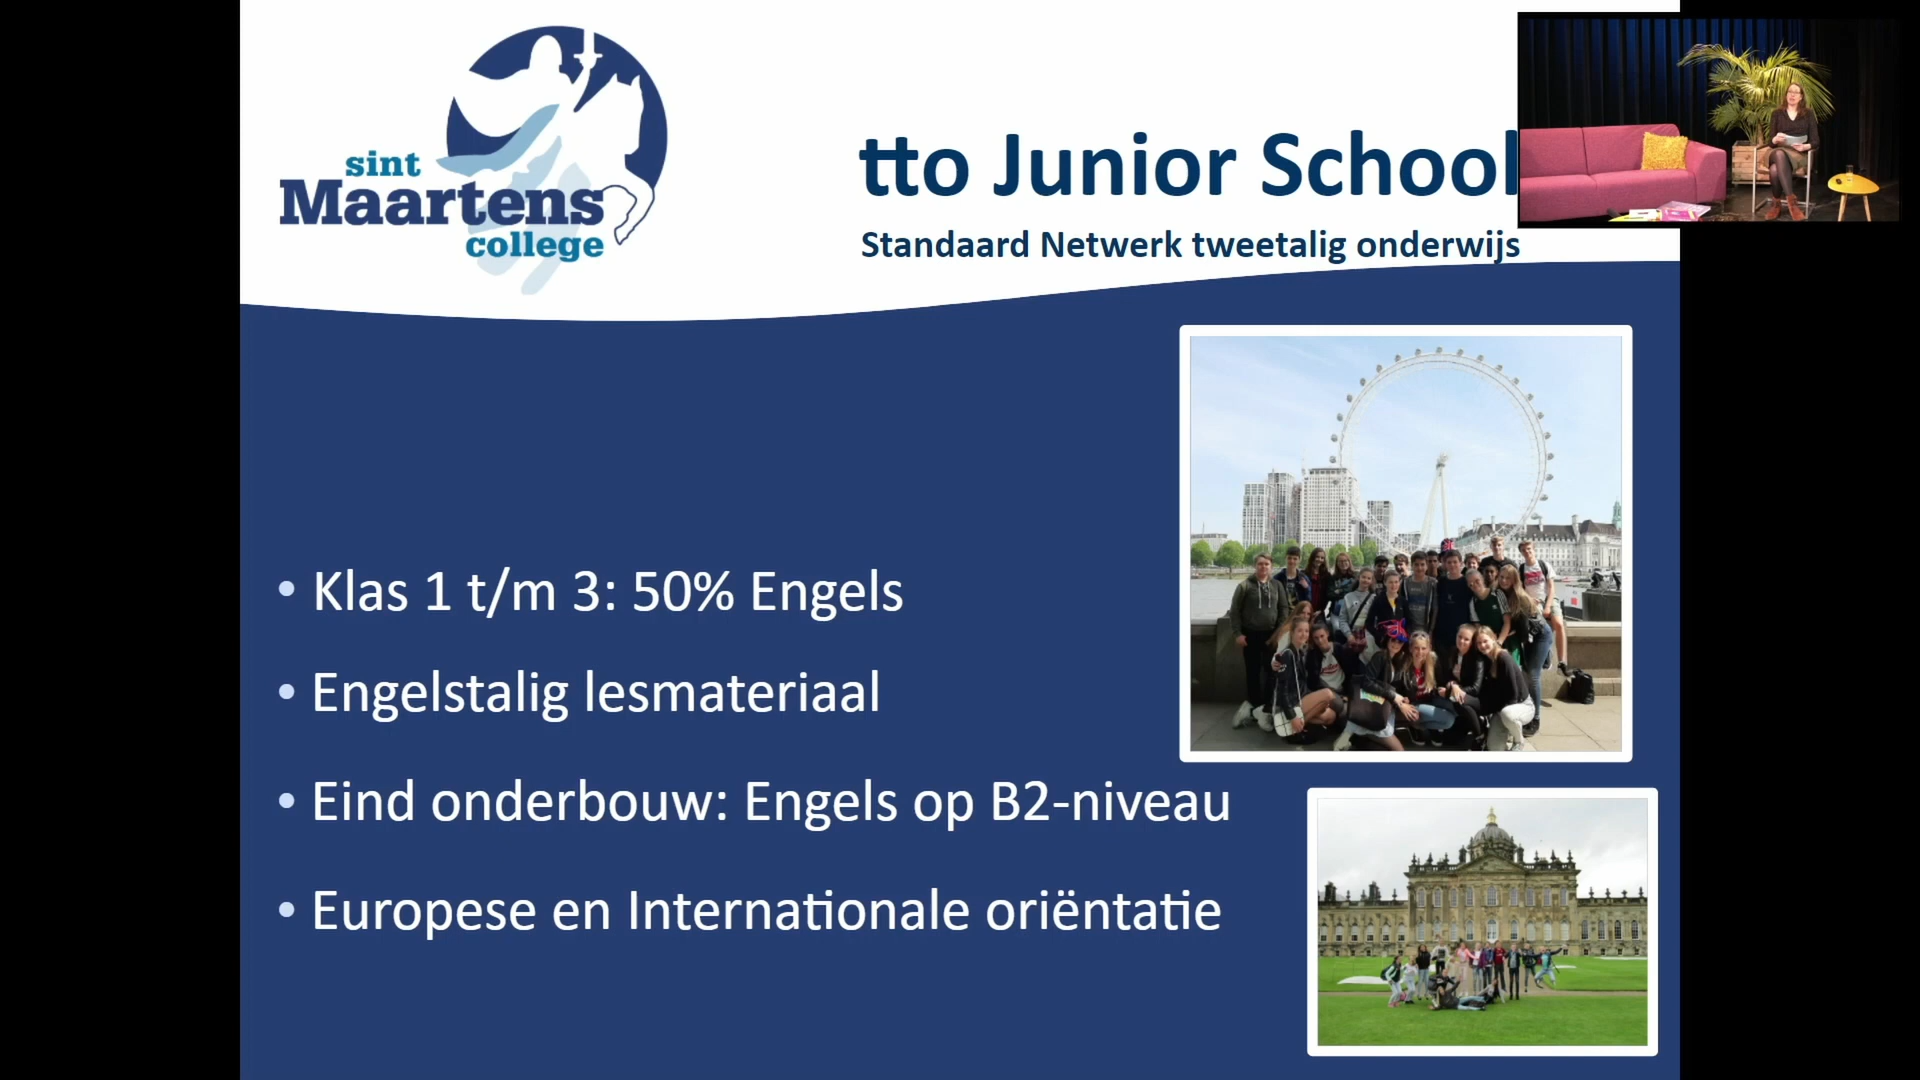 sint
Maartens
college
tto Junior School
Standaard Netwerk tweetalig onderwijs
• Klas 1 t/m 3: 50% Engels
• Engelstalig lesmateriaal
• Eind onderbouw: Engels op B2-niveau
• Europese en Internationale oriëntatie